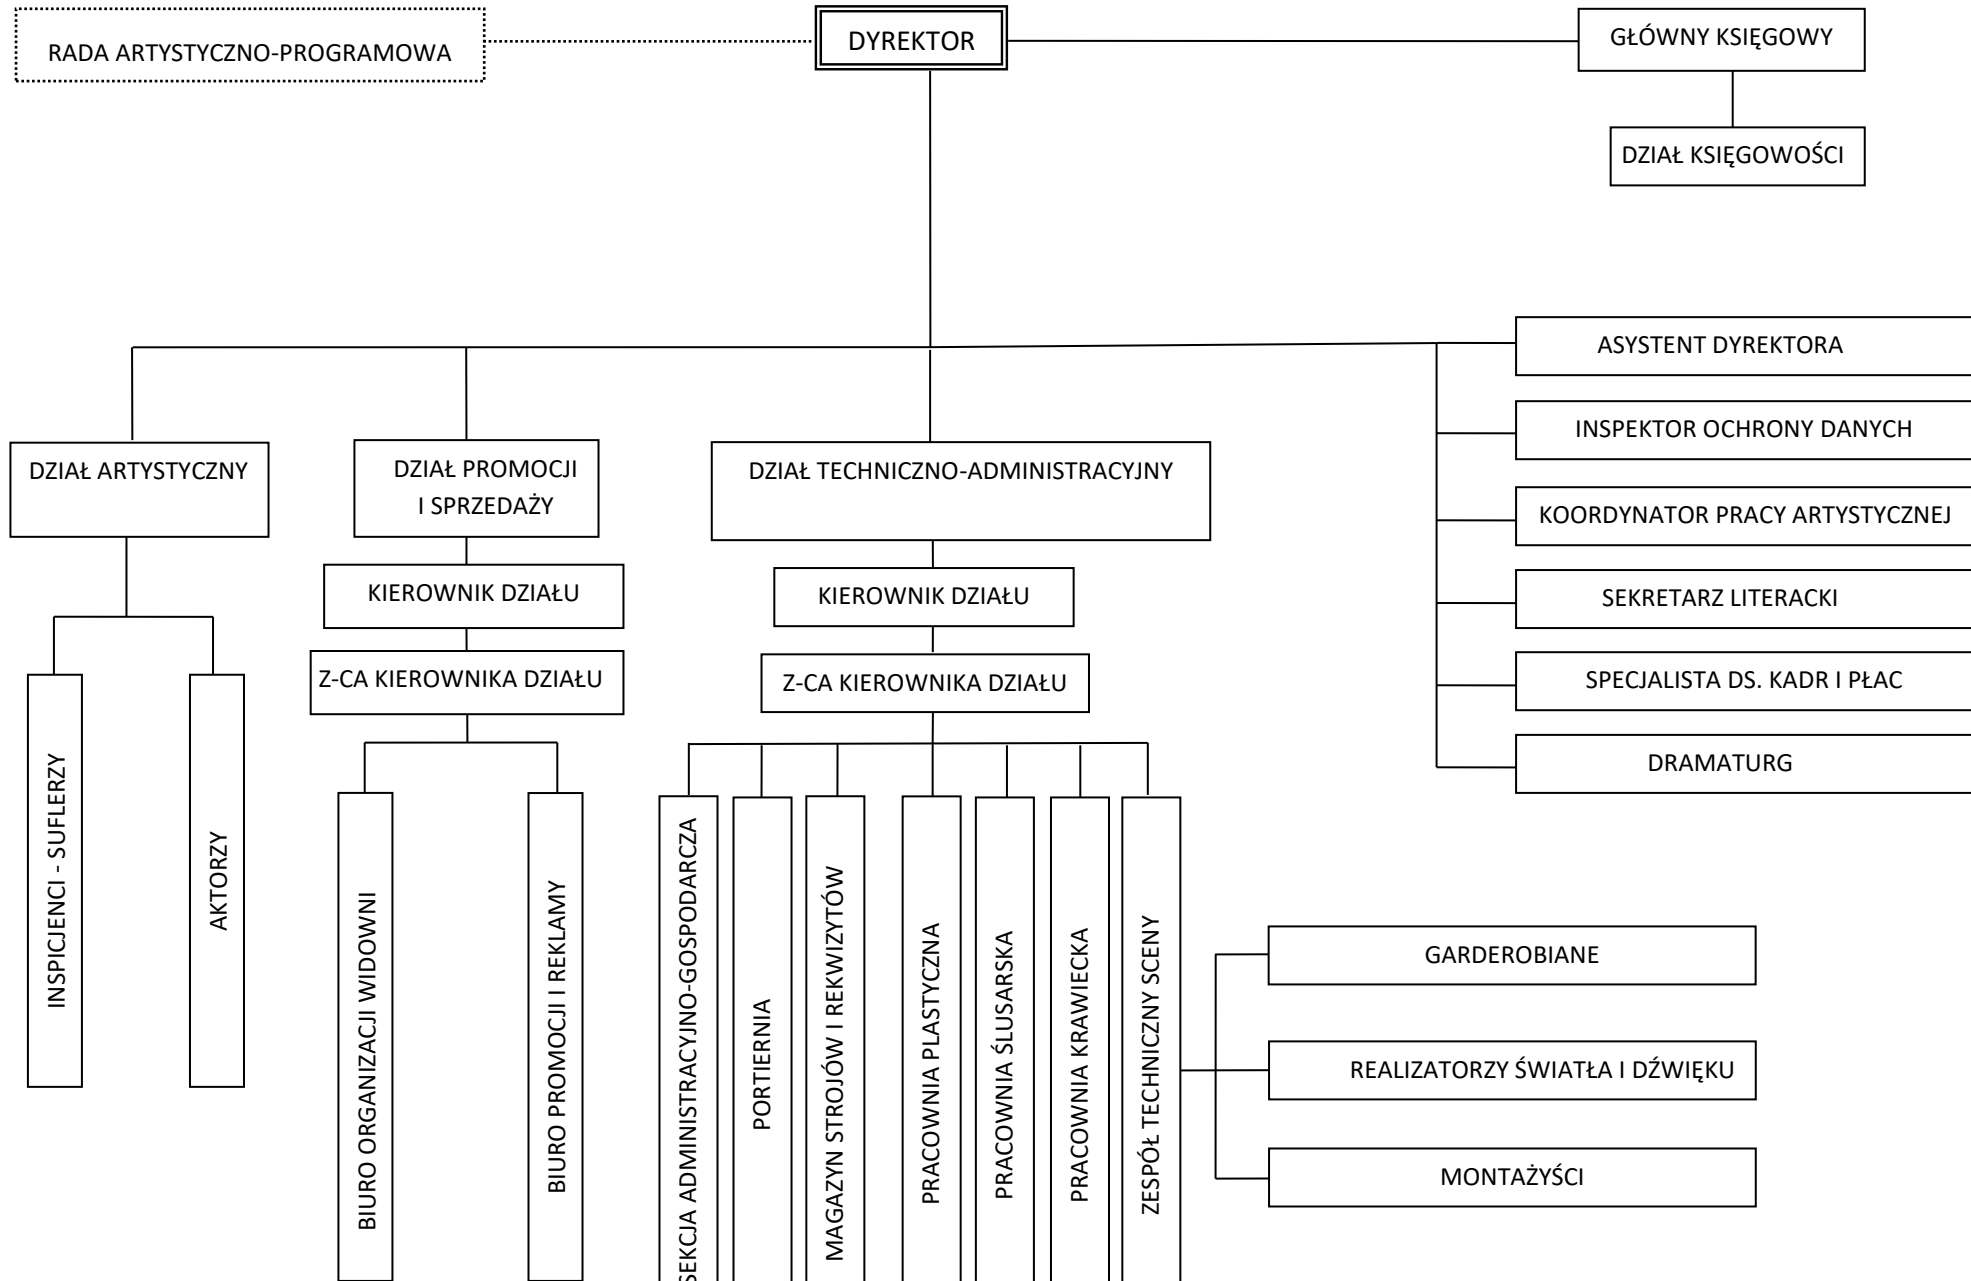 RADA ARTYSTYCZNO-PROGRAMOWA
DYREKTOR
GŁÓWNY KSIĘGOWY
DZIAŁ KSIĘGOWOŚCI
ASYSTENT DYREKTORA
INSPEKTOR OCHRONY DANYCH
KOORDYNATOR PRACY ARTYSTYCZNEJ
SEKRETARZ LITERACKI
SPECJALISTA DS. KADR I PŁAC
DRAMATURG
DZIAŁ ARTYSTYCZNY
INSPICJENCI - SUFLERZY
AKTORZY
DZIAŁ PROMOCJI
I SPRZEDAŻY
KIEROWNIK DZIAŁU
Z-CA KIEROWNIKA DZIAŁU
BIURO ORGANIZACJI WIDOWNI
BIURO PROMOCJI I REKLAMY
DZIAŁ TECHNICZNO-ADMINISTRACYJNY
KIEROWNIK DZIAŁU
Z-CA KIEROWNIKA DZIAŁU
SEKCJA ADMINISTRACYJNO-GOSPODARCZA
PORTIERNIA
MAGAZYN STROJÓW I REKWIZYTÓW
PRACOWNIA PLASTYCZNA
PRACOWNIA ŚLUSARSKA
PRACOWNIA KRAWIECKA
ZESPÓŁ TECHNICZNY SCENY
GARDEROBIANE
REALIZATORZY ŚWIATŁA I DŹWIĘKU
MONTAŻYŚCI